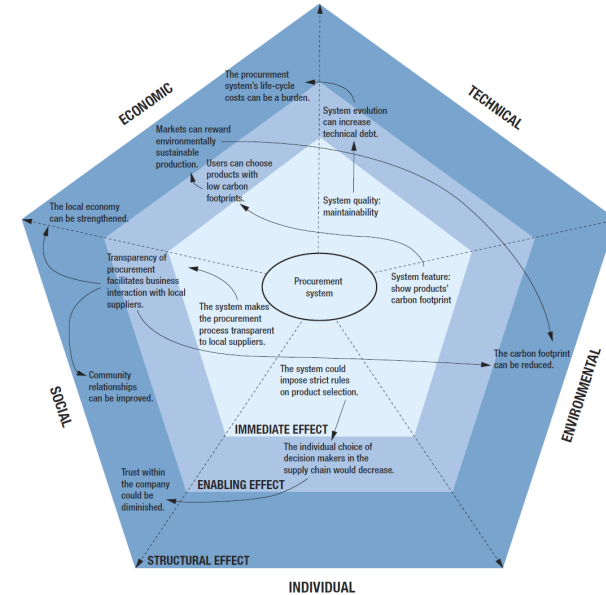 ECONOMIC
TECHNICAL
The procurement
system's life-cycle
costs can be a burden.
System evolution
can increase
technical debt.
Markets can reward
environmentally
sustainable
production.
Users can choose
products with
low carbon
footprints.
System quality:
maintainability
The local economy
can be strengthened.
Transparency of
procurement
facilitates business
interaction with local
suppliers.
Procurement
system
System feature:
show products'
carbon footprint
The system makes
the procurement
process transparent
to local suppliers.
The carbon footprint
can be reduced.
Community
relationships
can be improved.
The system could
impose strict rules
on product selection.
SOCIAL
ENVIRONMENTAL
IMMEDIATE EFFECT
The individual choice of
decision makers in the
supply chain would decrease.
Trust within
the company
could be
diminished.
ENABLING EFFECT
STRUCTURAL EFFECT
INDIVIDUAL